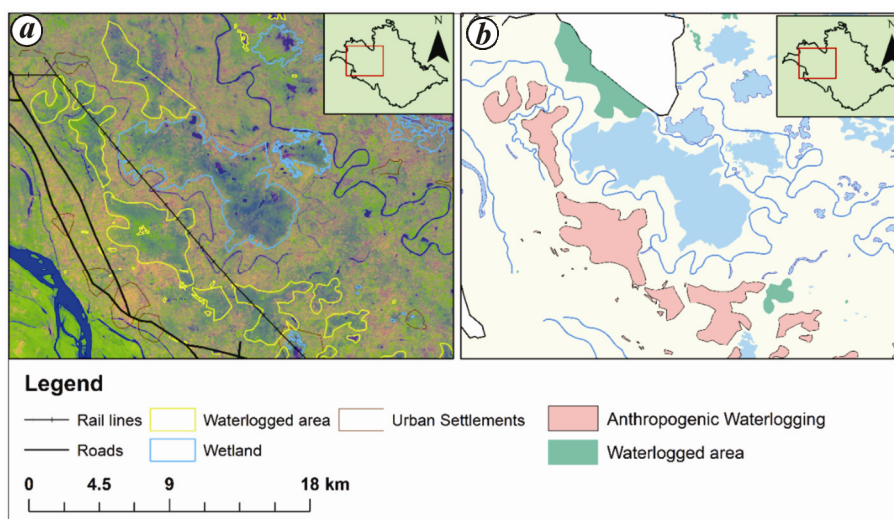 a
N
b
N
Legend
Rail lines
Waterlogged area
Urban Settlements
Anthropogenic Waterlogging
Roads
Wetland
Waterlogged area
0 4.5 9 18 km